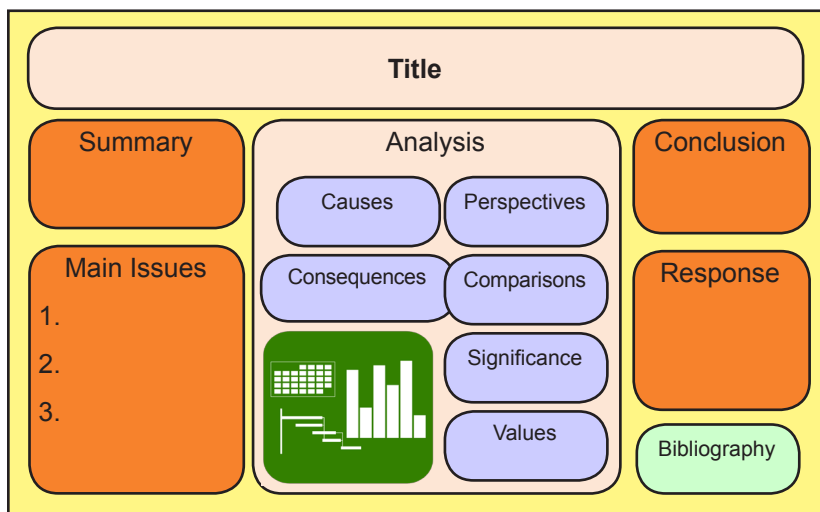 Title
Summary
Main Issues
1.
2.
3.
Analysis
Causes
Perspectives
Consequences
Comparisons
Significance
Values
Conclusion
Response
Bibliography